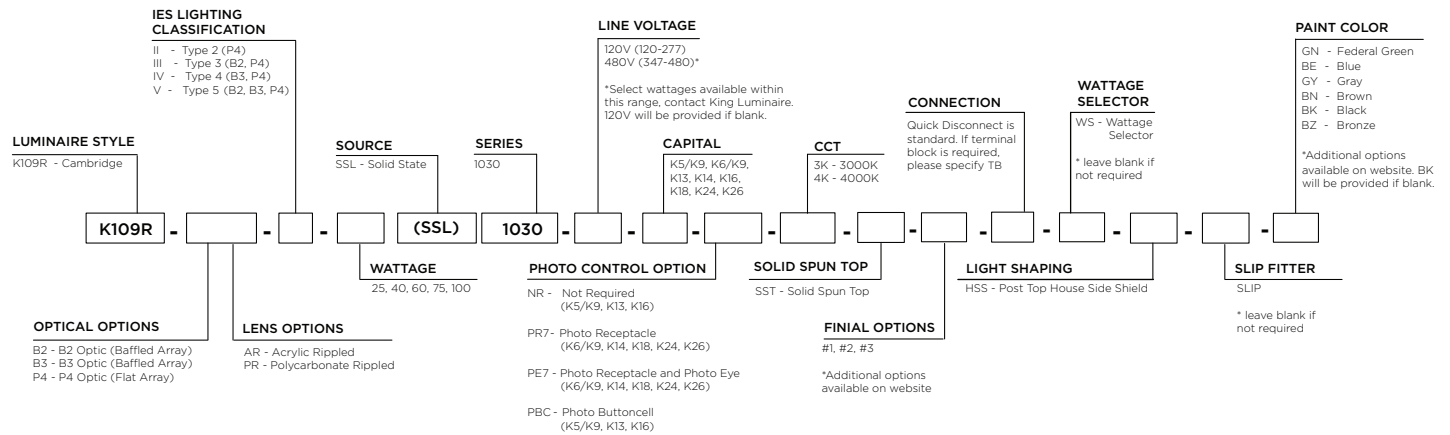 IES LIGHTING
CLASSIFICATION
II - Type 2 (P4)
III - Type 3 (B2, P4)
IV - Type 4 (B3, P4)
V - Type 5 (B2, B3, P4)
LINE VOLTAGE
120V (120-277)
480V (347-480)*
*Select wattages available within
this range, contact King Luminaire.
120V will be provided if blank.
PAINT COLOR
GN - Federal Green
BE - Blue
GY - Gray
BN - Brown
BK - Black
BZ - Bronze
*Additional options
available on website. BK
will be provided if blank.
LUMINAIRE STYLE
K109R - Cambridge
SOURCE
SSL - Solid State
SERIES
1030
CAPITAL
K5/K9, K6/K9,
K13, K14, K16,
K18, K24, K26
CCT
3K - 3000K
4K - 4000K
CONNECTION
Quick Disconnect is
standard. If terminal
block is required,
please specify TB
WATTAGE
SELECTOR
WS - Wattage
Selector
* leave blank if
not required
K109R - - - (SSL) 1030 - - - - - - - - - - -
OPTICAL OPTIONS
B2 - B2 Optic (Baffled Array)
B3 - B3 Optic (Baffled Array)
P4 - P4 Optic (Flat Array)
LENS OPTIONS
AR - Acrylic Rippled
PR - Polycarbonate Rippled
WATTAGE
25, 40, 60, 75, 100
PHOTO CONTROL OPTION
NR - Not Required
(K5/K9, K13, K16)
PR7- Photo Receptacle
(K6/K9, K14, K18, K24, K26)
PE7 - Photo Receptacle and Photo Eye
(K6/K9, K14, K18, K24, K26)
PBC - Photo Buttoncell
(K5/K9, K13, K16)
SOLID SPUN TOP
SST - Solid Spun Top
FINIAL OPTIONS
#1, #2, #3
*Additional options
available on website
LIGHT SHAPING
HSS - Post Top House Side Shield
SLIP FITTER
SLIP
* leave blank if
not required